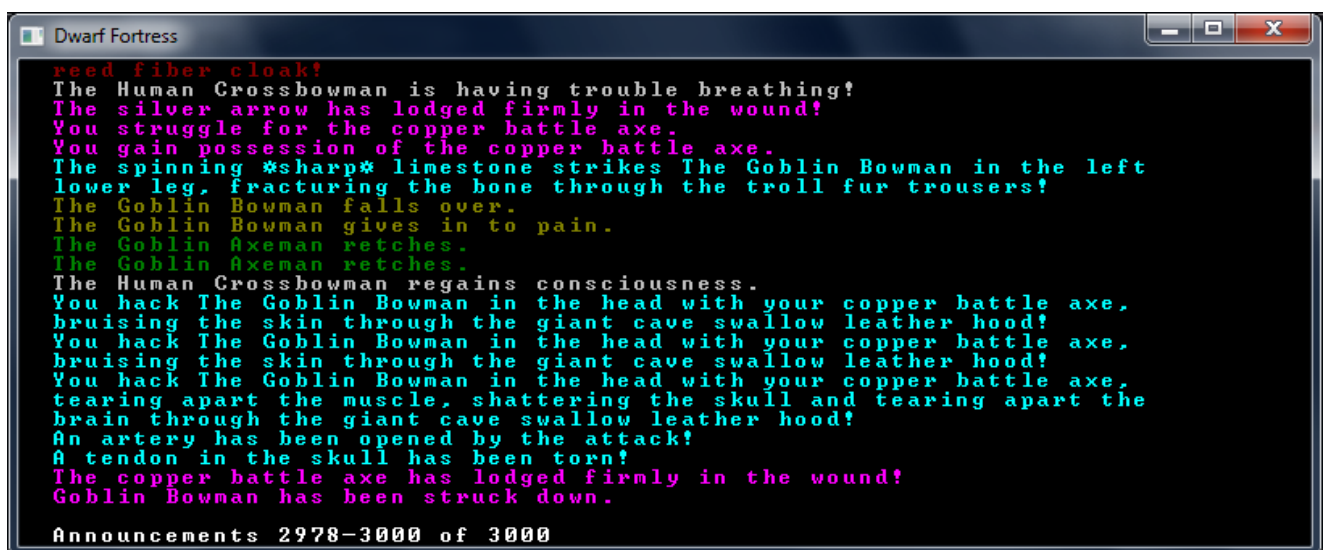 Dwarf Fortress
reed fiber cloak!
The Human Crossbowman is having trouble breathing!
The silver arrow has lodged firmly in the wound!
You struggle for the copper battle axe.
You gain possession of the copper battle axe.
The spinning ☼sharp☼ limestone strikes The Goblin Bowman in the left
lower leg, fracturing the bone through the troll fur trousers!
The Goblin Bowman falls over.
The Goblin Bowman gives in to pain.
The Goblin Axeman retches.
The Goblin Axeman retches.
The Human Crossbowman regains consciousness.
You hack The Goblin Bowman in the head with your copper battle axe,
bruising the skin through the giant cave swallow leather hood!
You hack The Goblin Bowman in the head with your copper battle axe,
bruising the skin through the giant cave swallow leather hood!
You hack The Goblin Bowman in the head with your copper battle axe,
tearing apart the muscle, shattering the skull and tearing apart the
brain through the giant cave swallow leather hood!
An artery has been opened by the attack!
A tendon in the skull has been torn!
The copper battle axe has lodged firmly in the wound!
Goblin Bowman has been struck down.
Announcements 2978-3000 of 3000